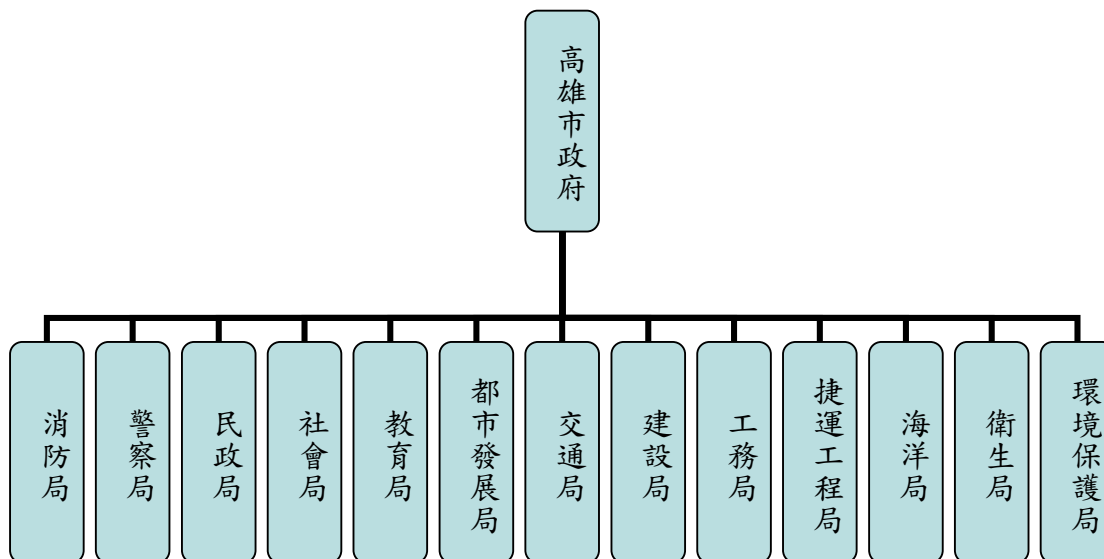 高雄市政府
消防局
警察局
民政局
社會局
教育局
都市發展局
交通局
建設局
工務局
捷運工程局
海洋局
衛生局
環境保護局